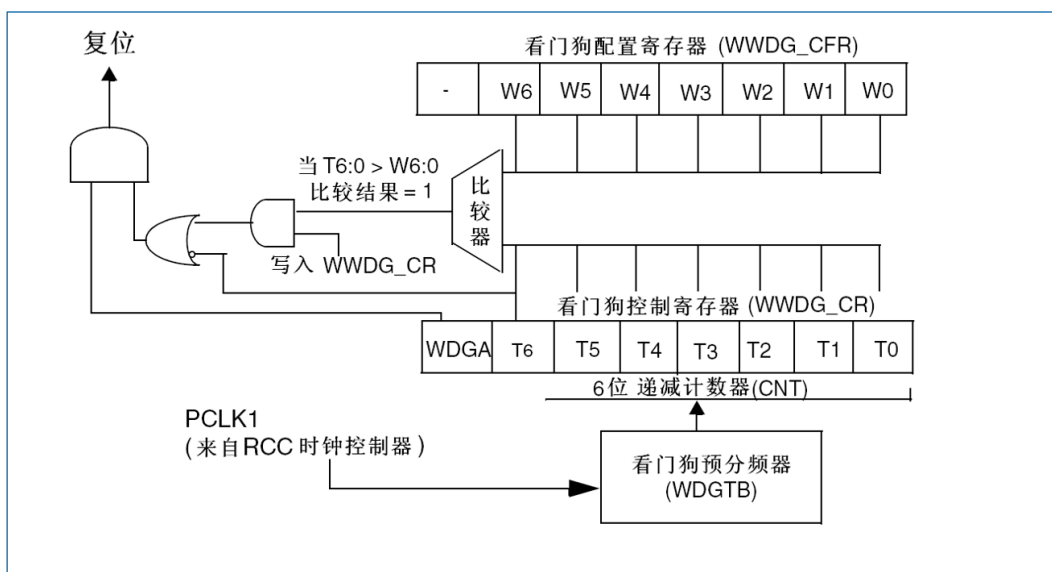 复位
看门狗配置寄存器 (WWDG_CFR)
- W6 W5 W4 W3 W2 W1 W0
当 T6:0 > W6:0
比较结果 = 1
比较器
写入 WWDG_CR
看门狗控制寄存器 (WWDG_CR)
WDGA T6 T5 T4 T3 T2 T1 T0
6位 递减计数器(CNT)
PCLK1
(来自RCC 时钟控制器)
看门狗预分频器
(WDGTB)